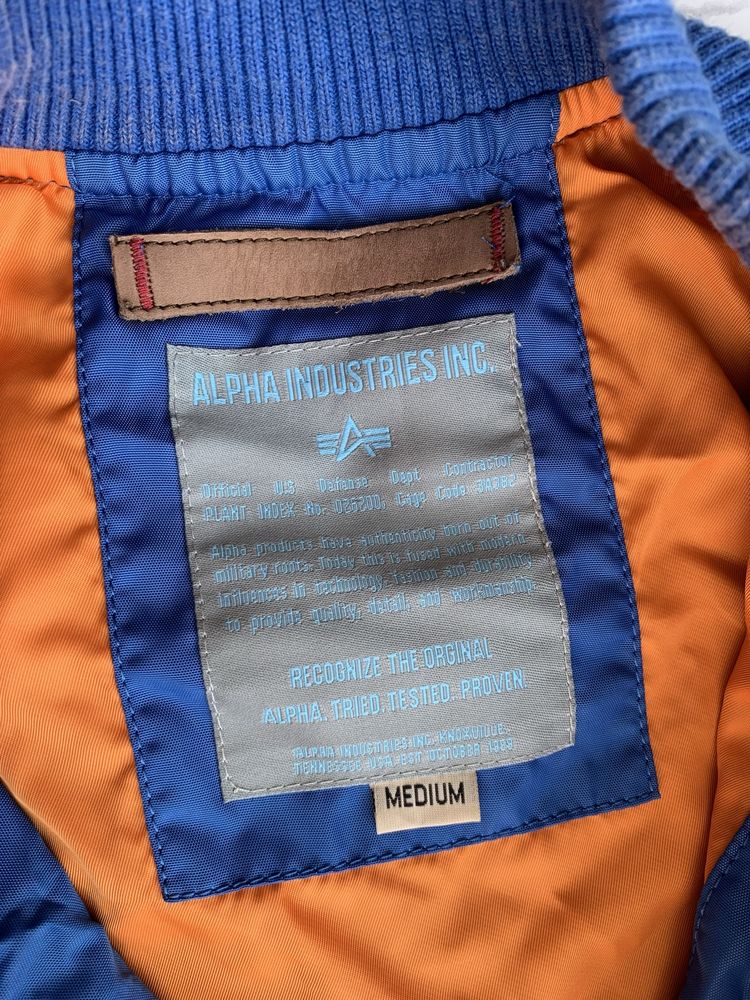 ALPHA INDUSTRIES INC.
Official U.S Defense Dept Contractor
PLANT INDEX No: 026200, Cage Code
Alpha products have authenticity born out of
military roots. Today this is fused with modern
influences in technology, fashion and durability
to provide quality, detail, and workmanship.
RECOGNIZE THE ORGINAL
ALPHA. TRIED. TESTED. PROVEN
ALPHA INDUSTRIES INC. KNOXVILLE,
TENNESSEE USA EST OCTOBER
MEDIUM